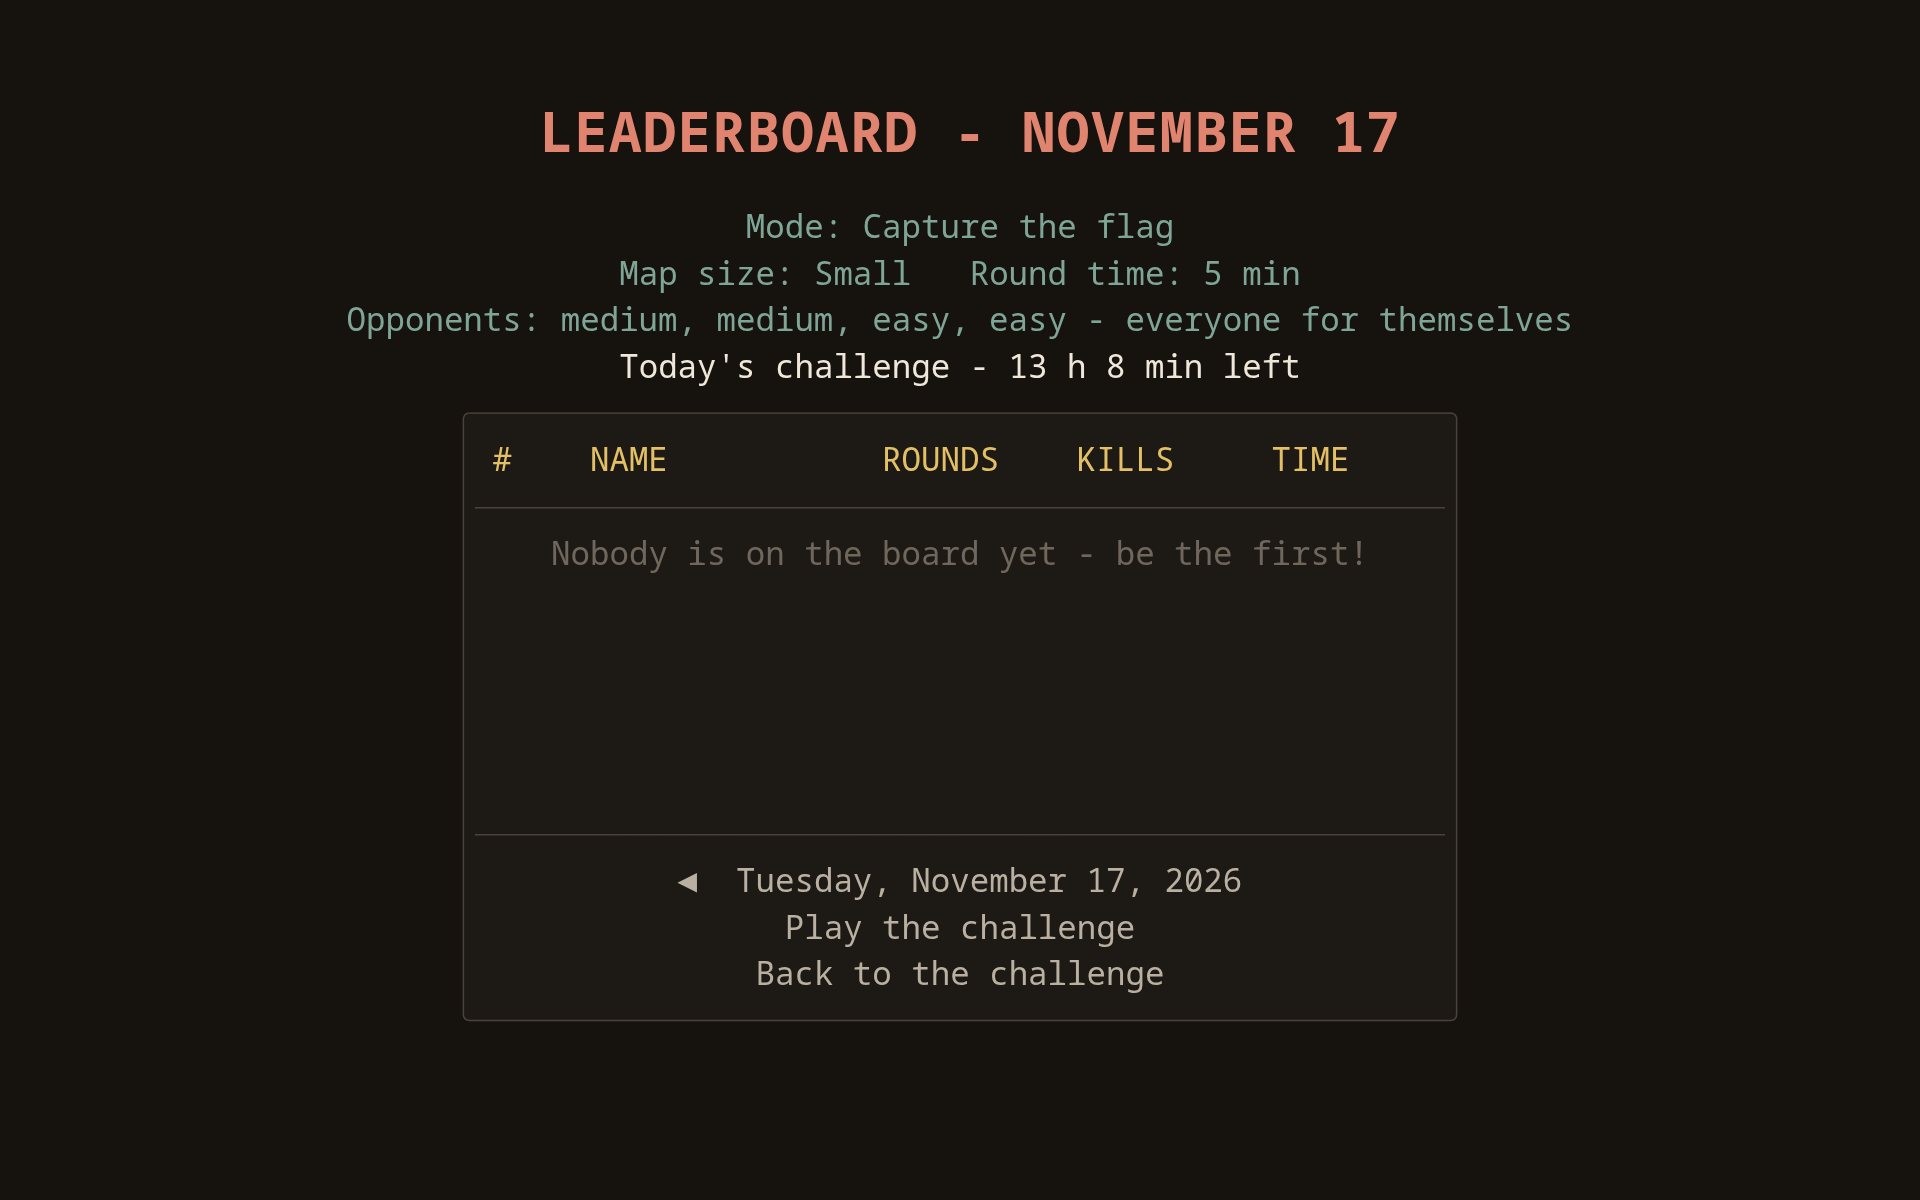 LEADERBOARD - NOVEMBER 17
Mode: Capture the flag
Map size: Small   Round time: 5 min
Opponents: medium, medium, easy, easy - everyone for themselves
Today's challenge - 13 h 8 min left
#    NAME    ROUNDS    KILLS    TIME
Nobody is on the board yet - be the first!
◀  Tuesday, November 17, 2026
Play the challenge
Back to the challenge